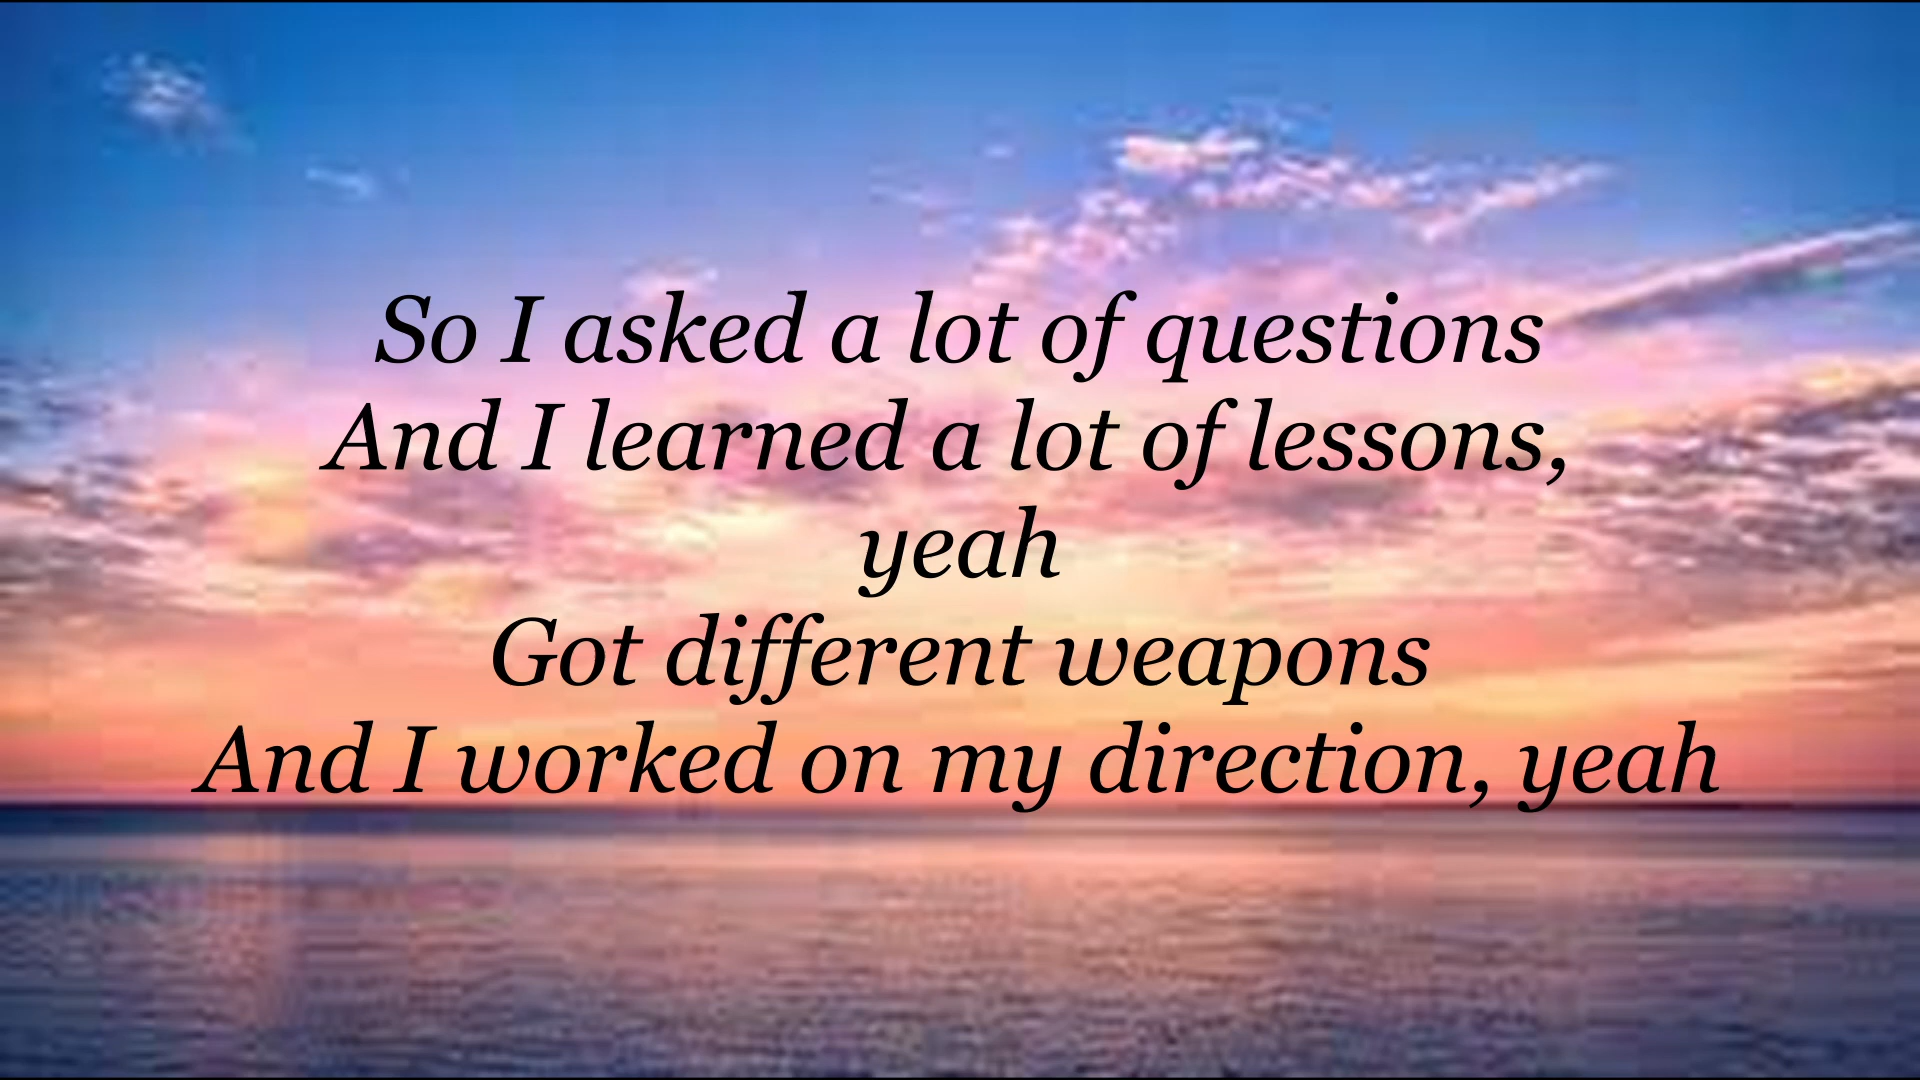 So I asked a lot of questions
And I learned a lot of lessons,
yeah
Got different weapons
And I worked on my direction, yeah